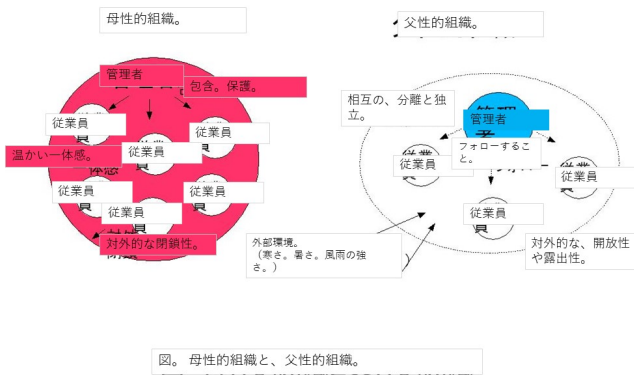 母性的組織。
父性的組織。
管理者
包含。保護。
従業員
従業員
従業員
温かい一体感。
従業員
従業員
従業員
対外的な閉鎖性。
相互の、分離と独
立。
管理者
フォローするこ
と。
従業員
従業員
従業員
外部環境。
（寒さ。暑さ。風雨の強
さ。）
対外的な、開放性
や露出性。
図。 母性的組織と、父性的組織。